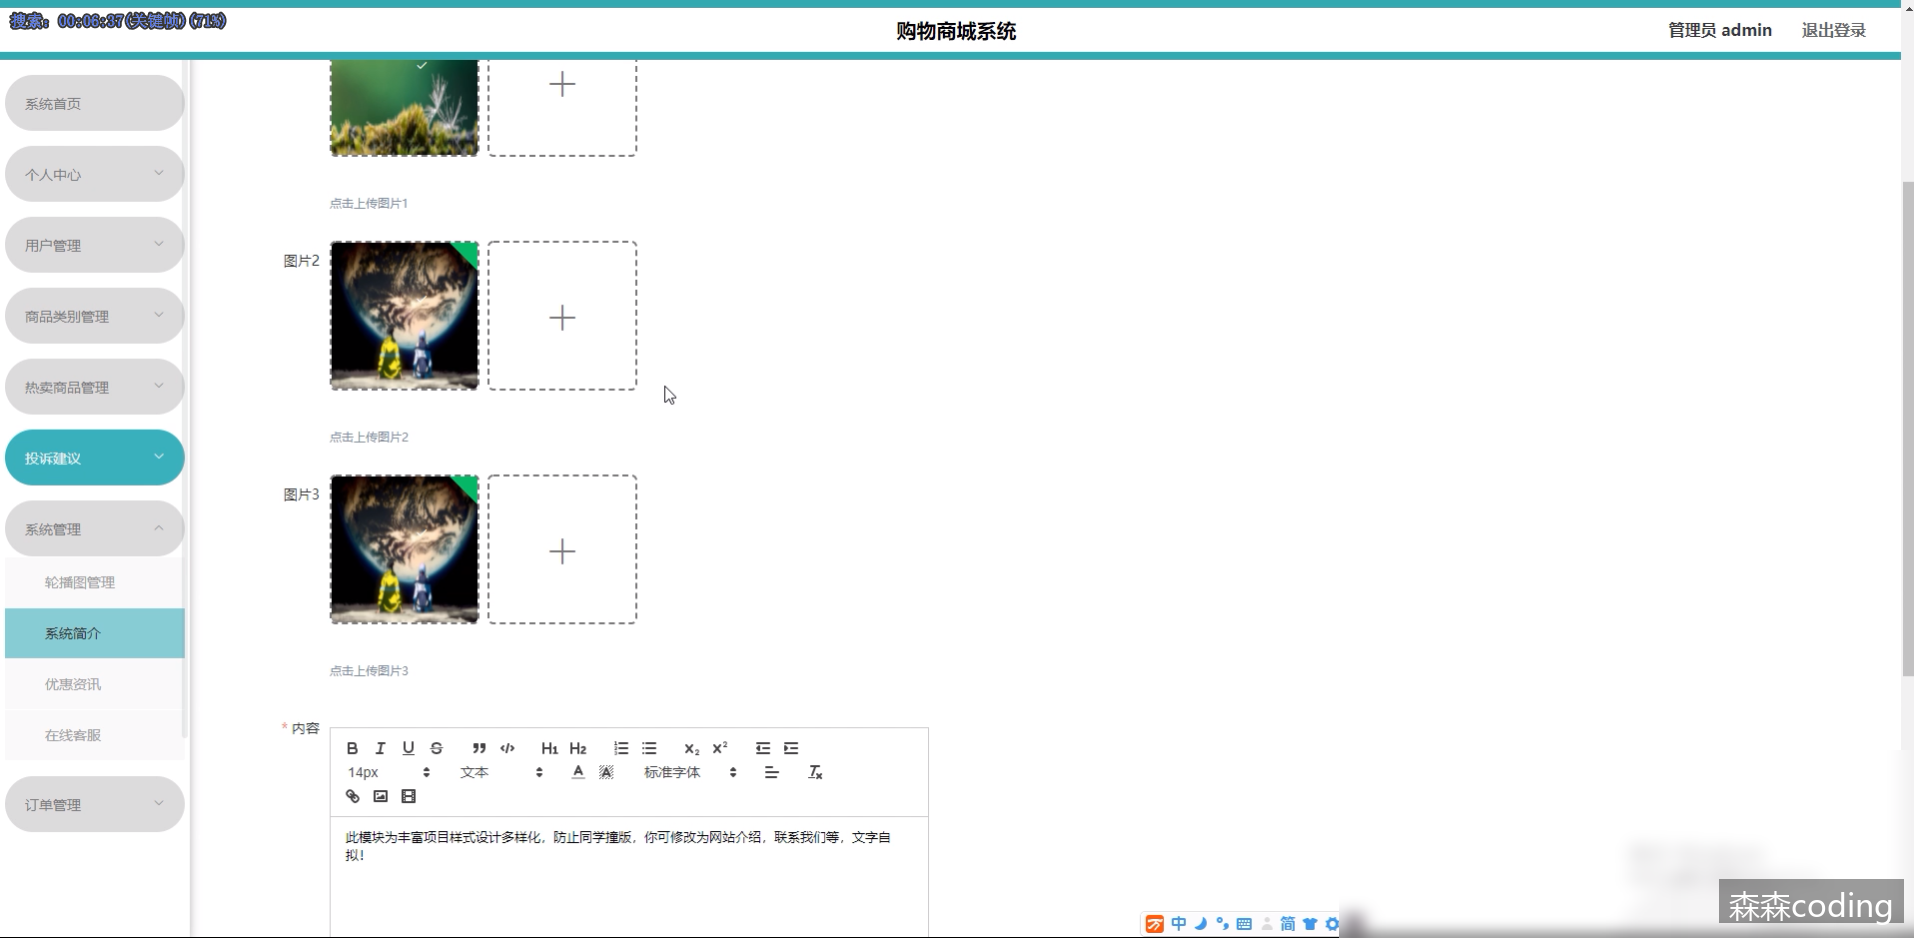 搜索: 00:06:37(关键帧)(71%)
购物商城系统
管理员 admin
退出登录
系统首页
个人中心
用户管理
商品类别管理
热卖商品管理
投诉建议
系统管理
轮播图管理
系统简介
优惠资讯
在线客服
订单管理
点击上传图片1
图片2
点击上传图片2
图片3
点击上传图片3
* 内容
B I U S ” </> H1 H2 X₂ X²
14px 文本 A A 标准字体 Tx
此模块为丰富项目样式设计多样化，防止同学撞版，你可修改为网站介绍，联系我们等，文字自
拟！
中 简
森森coding